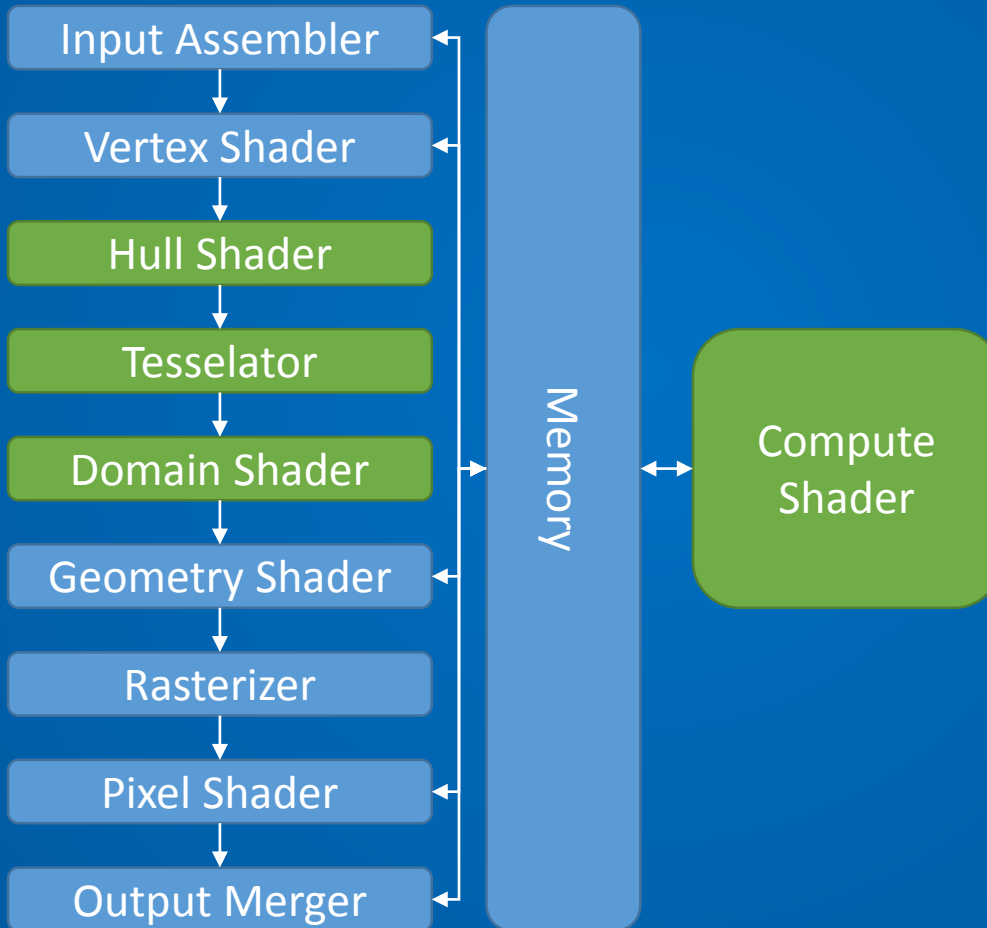 Input Assembler
Vertex Shader
Hull Shader
Tesselator
Domain Shader
Geometry Shader
Rasterizer
Pixel Shader
Output Merger
Memory
Compute
Shader